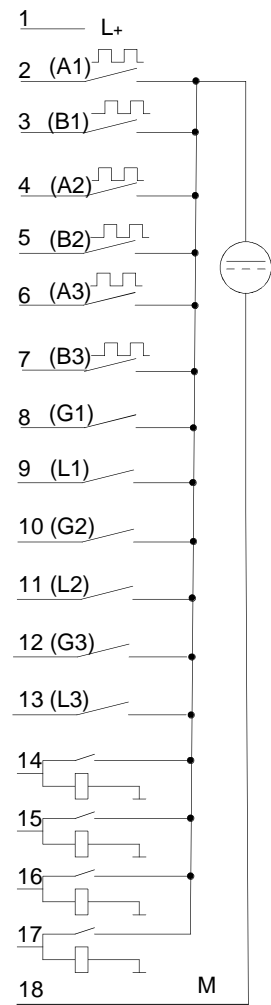 1 L+
2 (A1)
3 (B1)
4 (A2)
5 (B2)
6 (A3)
7 (B3)
8 (G1)
9 (L1)
10 (G2)
11 (L2)
12 (G3)
13 (L3)
14
15
16
17
18 M